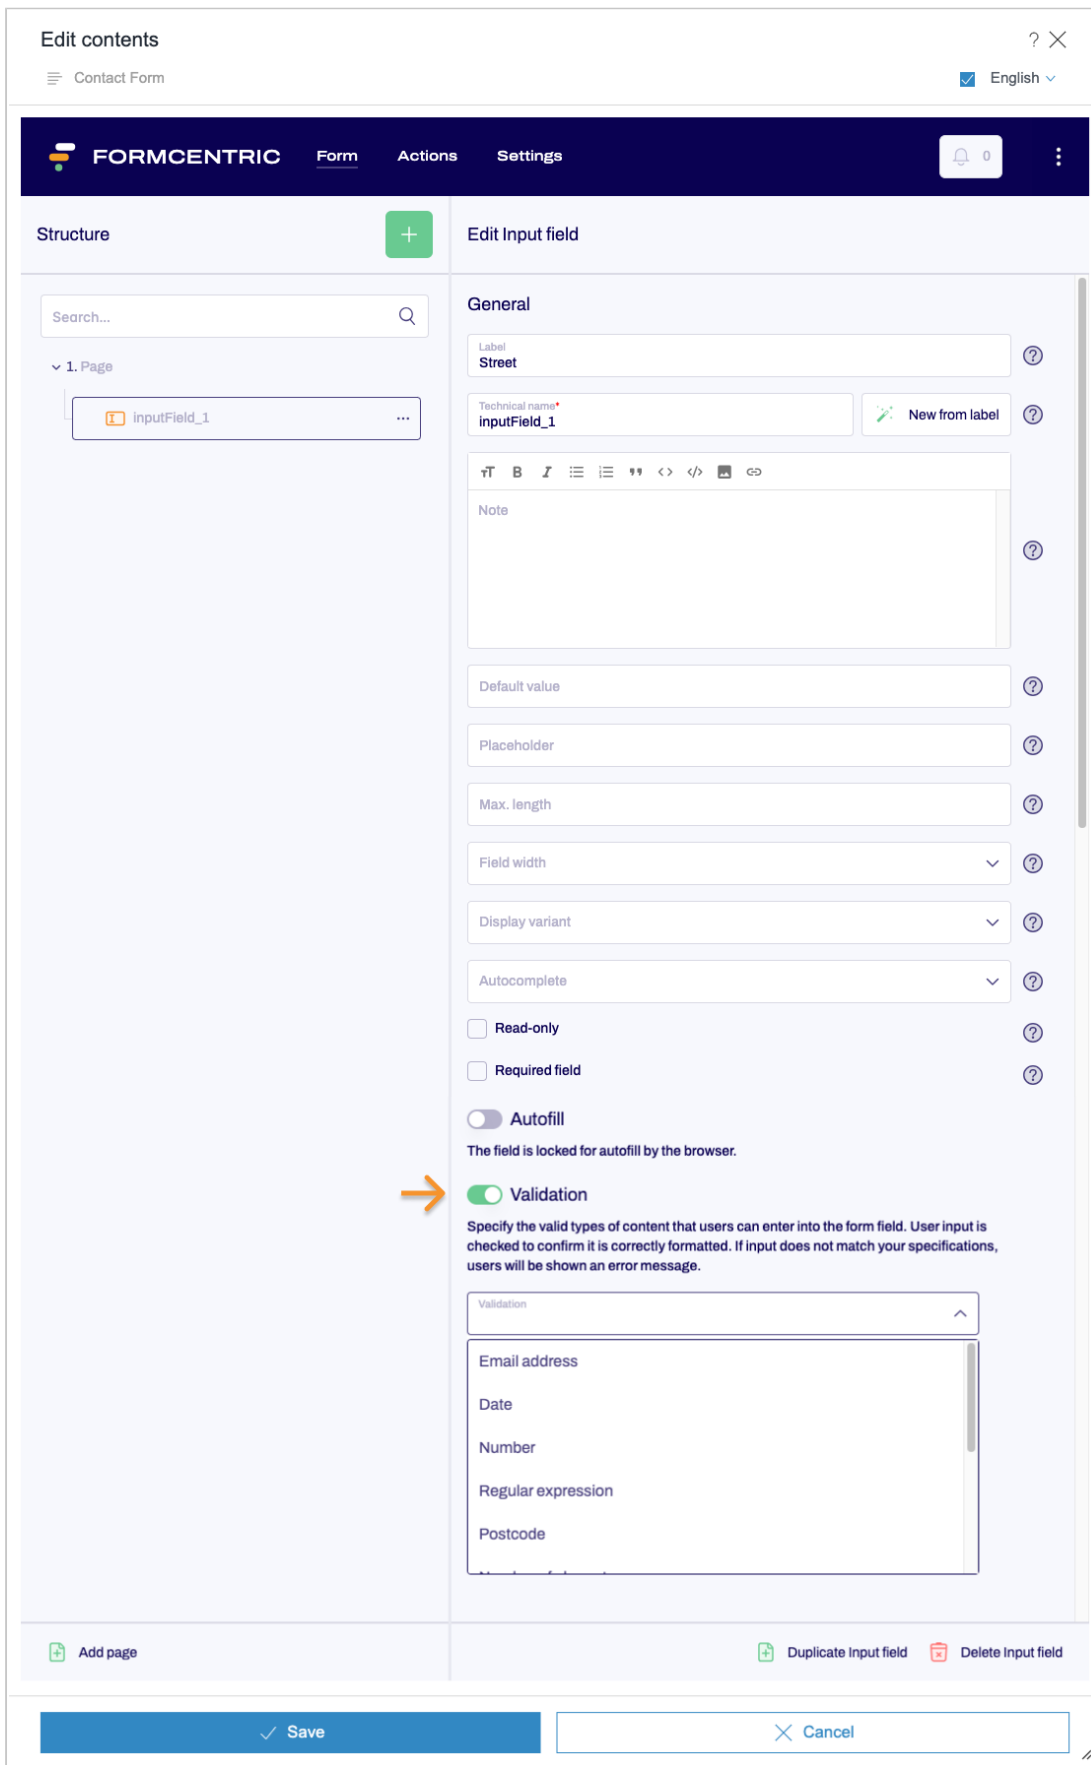 Edit contents
?
Contact Form
English
FORMCENTRIC
Form
Actions
Settings
0
Structure
+
Edit Input field
Search...
1. Page
inputField_1
...
General
Label
Street
Technical name*
inputField_1
New from label
Note
Default value
Placeholder
Max. length
Field width
Display variant
Autocomplete
Read-only
Required field
Autofill
The field is locked for autofill by the browser.
Validation
Specify the valid types of content that users can enter into the form field. User input is
checked to confirm it is correctly formatted. If input does not match your specifications,
users will be shown an error message.
Validation
Email address
Date
Number
Regular expression
Postcode
Add page
Duplicate Input field
Delete Input field
Save
Cancel